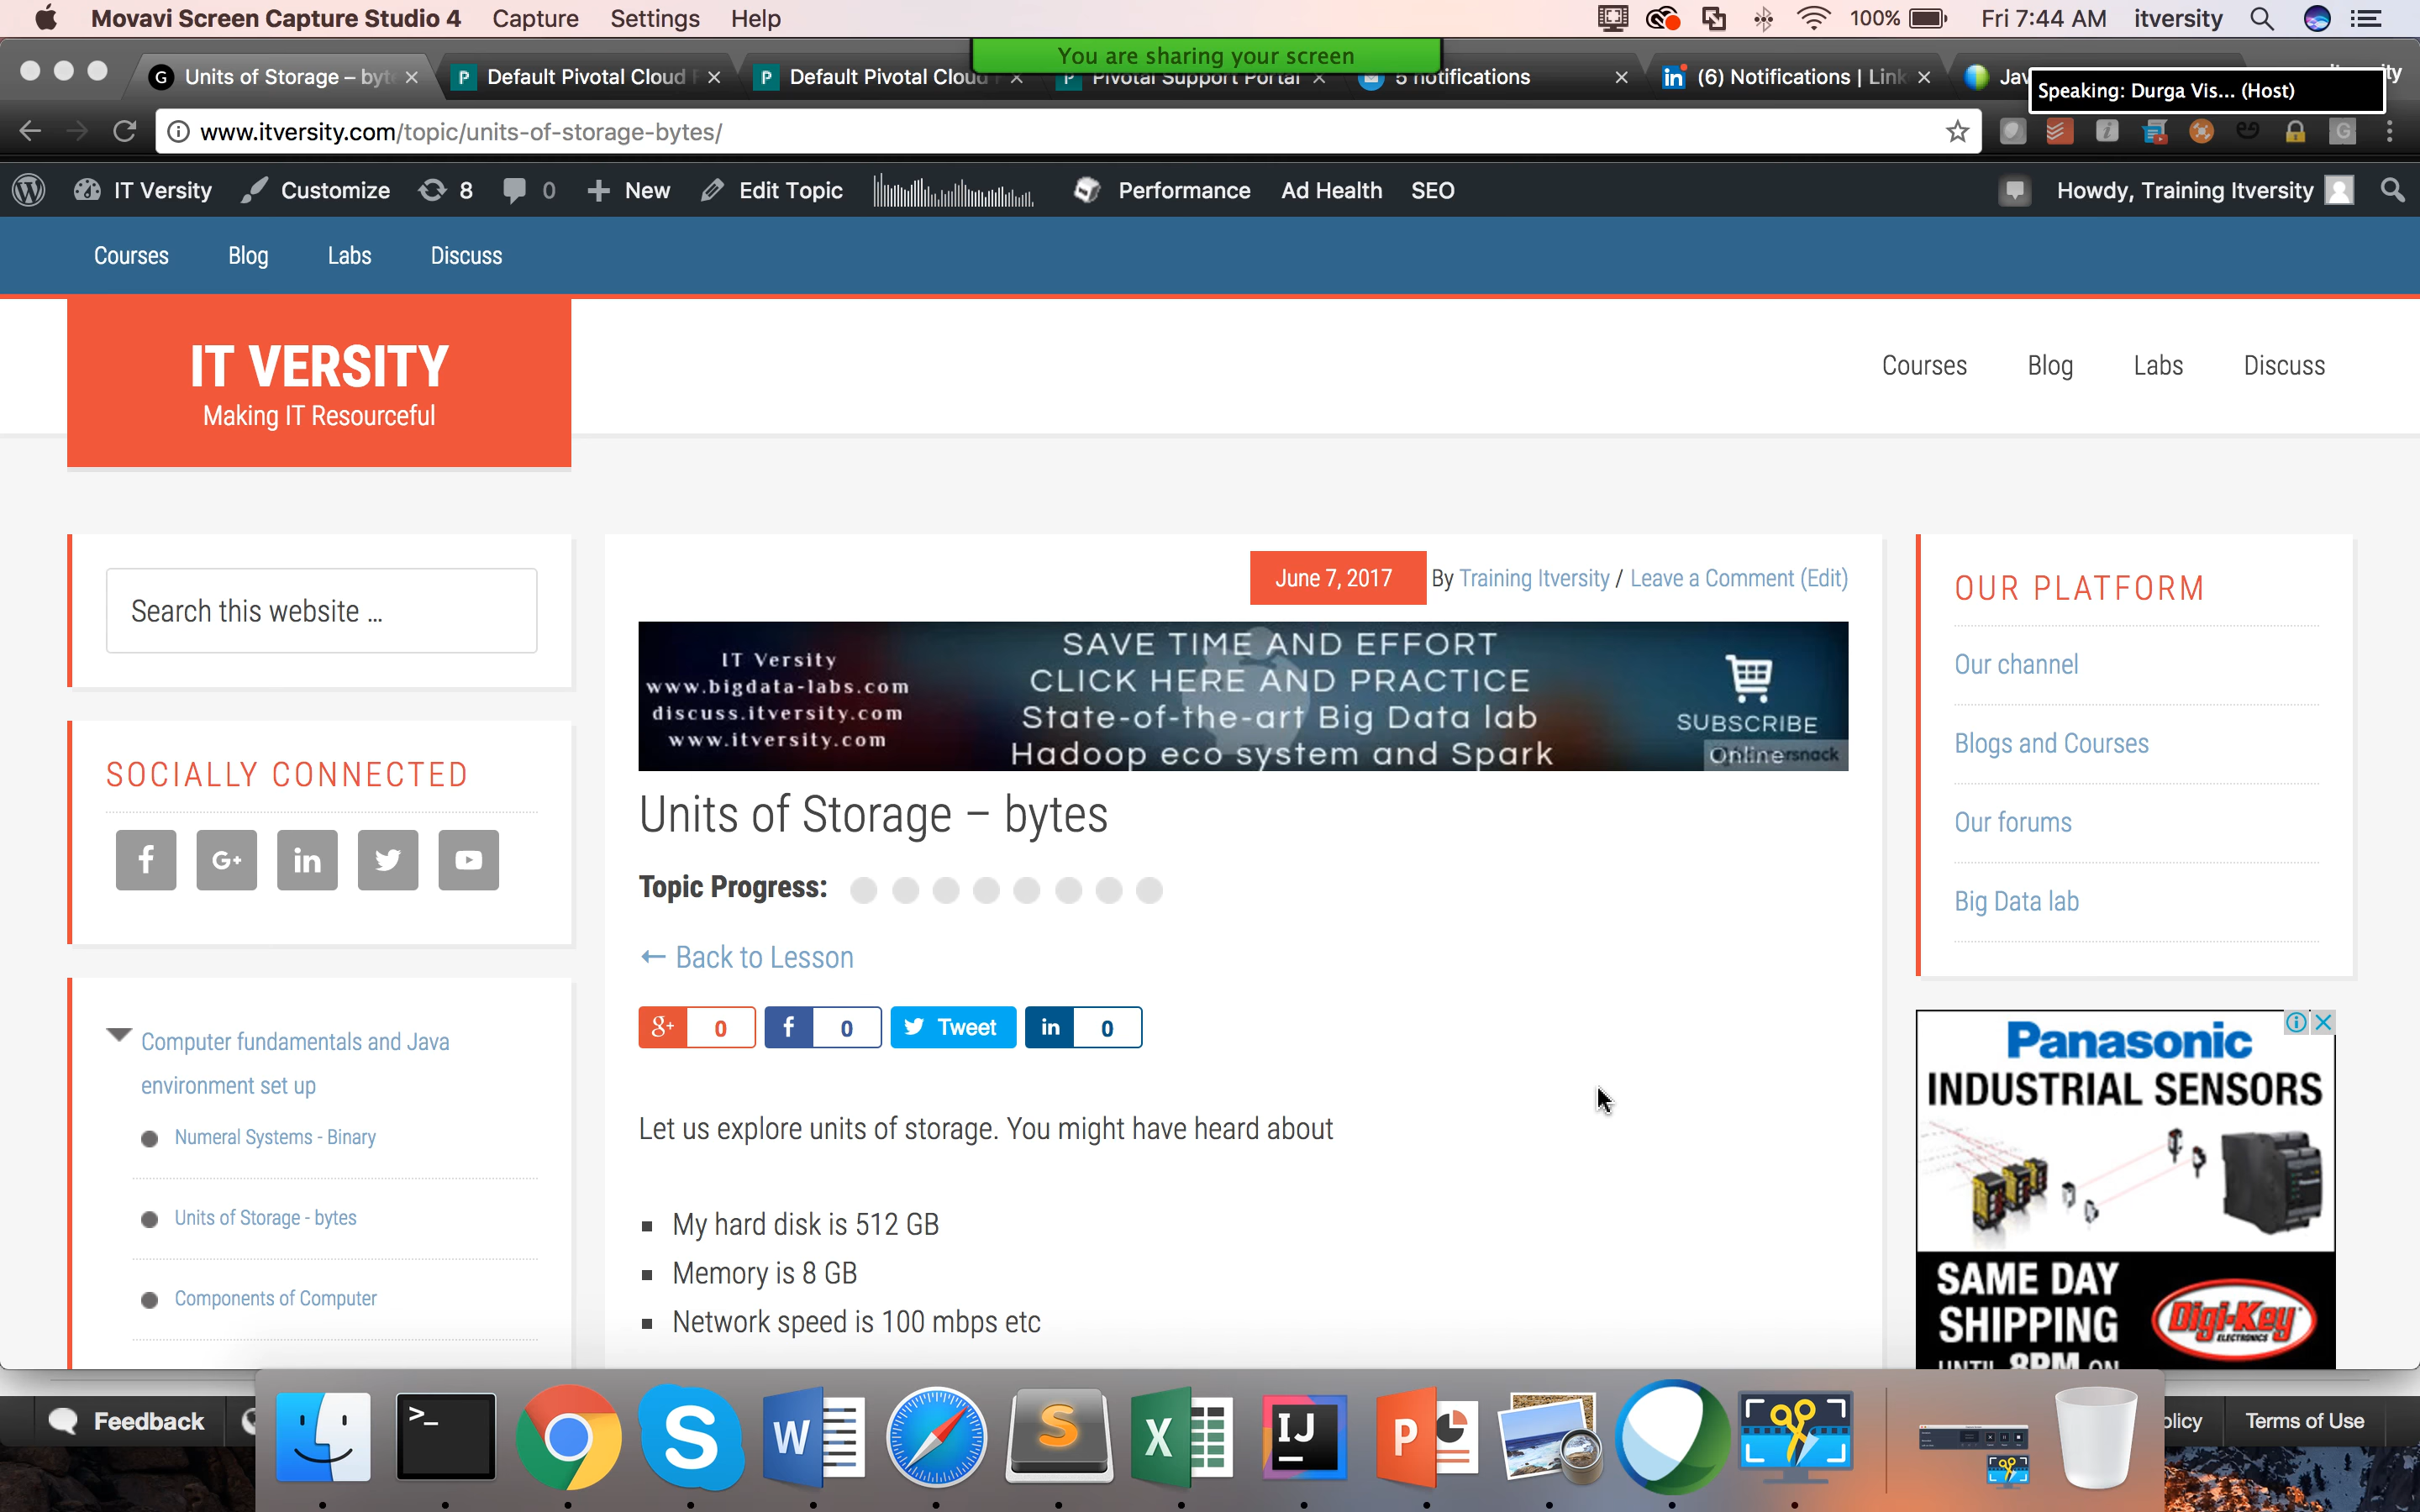 Movavi Screen Capture Studio 4 Capture Settings Help 100% Fri 7:44 AM itversity
You are sharing your screen
Units of Storage – byt Default Pivotal Cloud Default Pivotal Cloud Pivotal Support Portal 5 notifications (6) Notifications | Link
Speaking: Durga Vis... (Host)
www.itversity.com/topic/units-of-storage-bytes/
IT Versity Customize 8 0 New Edit Topic Performance Ad Health SEO Howdy, Training Itversity
Courses Blog Labs Discuss
IT VERSITY
Making IT Resourceful
Courses Blog Labs Discuss
Search this website ...
SOCIALLY CONNECTED
Computer fundamentals and Java
environment set up
Numeral Systems - Binary
Units of Storage - bytes
Components of Computer
June 7, 2017 By Training Itversity / Leave a Comment (Edit)
IT Versity
www.bigdata-labs.com
discuss.itversity.com
www.itversity.com
SAVE TIME AND EFFORT
CLICK HERE AND PRACTICE
State-of-the-art Big Data lab
Hadoop eco system and Spark
SUBSCRIBE
Online
Units of Storage – bytes
Topic Progress:
← Back to Lesson
g+ 0 f 0 Tweet in 0
Let us explore units of storage. You might have heard about
My hard disk is 512 GB
Memory is 8 GB
Network speed is 100 mbps etc
OUR PLATFORM
Our channel
Blogs and Courses
Our forums
Big Data lab
Panasonic
INDUSTRIAL SENSORS
SAME DAY
SHIPPING
UNTIL 8PM ON
Digi-Key
ELECTRONICS
Feedback
Terms of Use